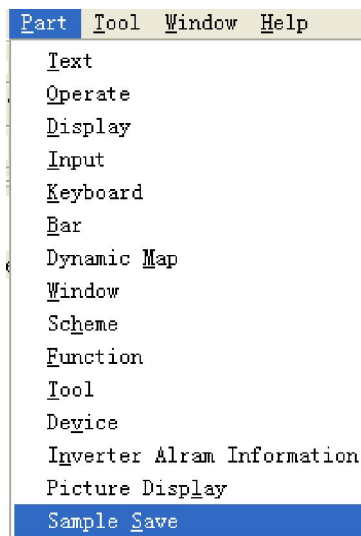 Part Tool Window Help
Text
Operate
Display
Input
Keyboard
Bar
Dynamic Map
Window
Scheme
Function
Tool
Device
Inverter Alram Information
Picture Display
Sample Save